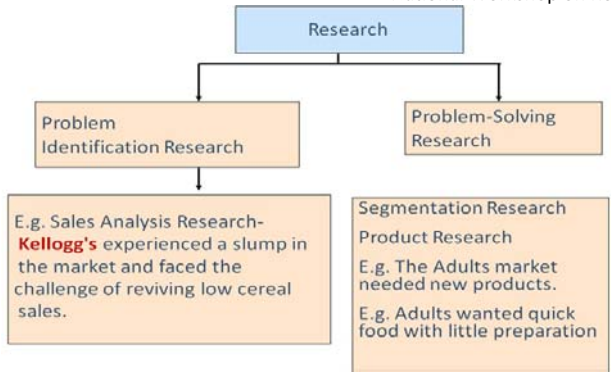 Research
Problem
Identification Research
Problem-Solving
Research
E.g. Sales Analysis Research-
Kellogg's experienced a slump in
the market and faced the
challenge of reviving low cereal
sales.
Segmentation Research
Product Research
E.g. The Adults market
needed new products.
E.g. Adults wanted quick
food with little preparation